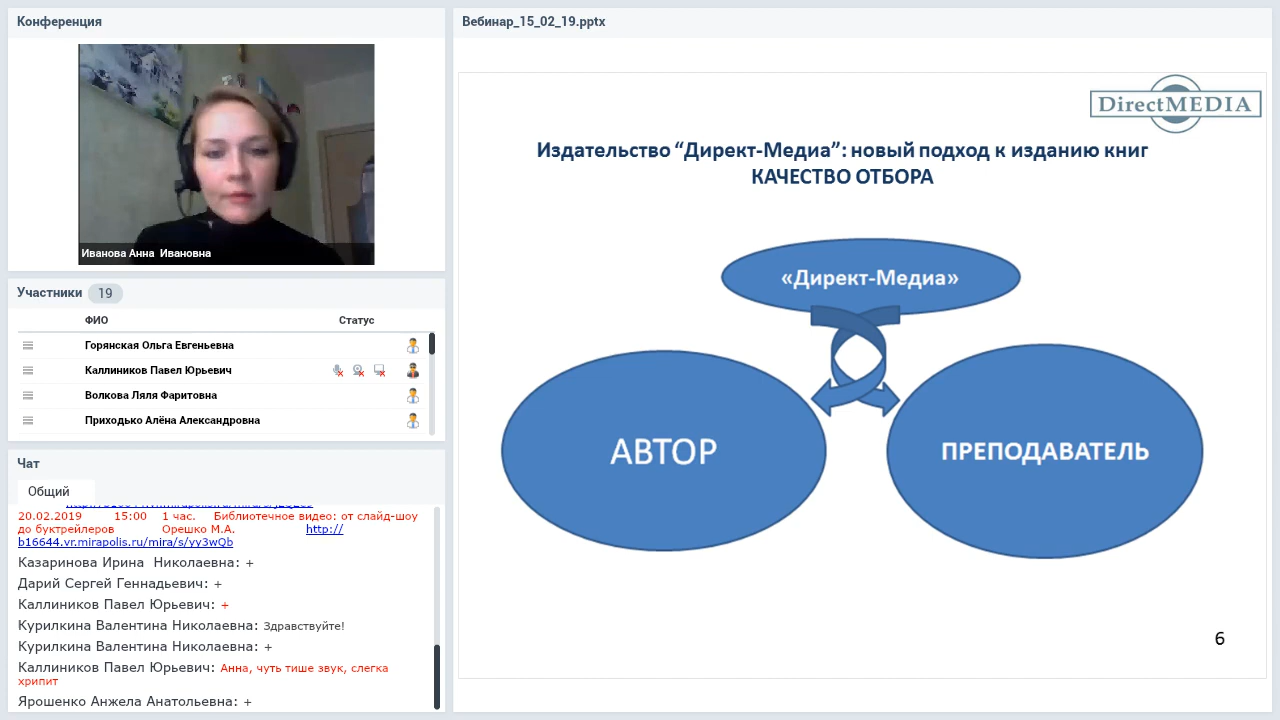 Конференция
Иванова Анна Ивановна
Участники 19
ФИО Статус
Горянская Ольга Евгеньевна
Каллиников Павел Юрьевич
Волкова Ляля Фаритовна
Приходько Алёна Александровна
Чат
Общий
20.02.2019 15:00 1 час. Библиотечное видео: от слайд-шоу
до буктрейлеров Орешко М.А. http://
b16644.vr.mirapolis.ru/mira/s/yy3wQb
Казаринова Ирина Николаевна: +
Дарий Сергей Геннадьевич: +
Каллиников Павел Юрьевич: +
Курилкина Валентина Николаевна: Здравствуйте!
Курилкина Валентина Николаевна: +
Каллиников Павел Юрьевич: Анна, чуть тише звук, слегка
хрипит
Ярошенко Анжела Анатольевна: +
Вебинар_15_02_19.pptx
DirectMEDIA
Издательство “Директ-Медиа”: новый подход к изданию книг
КАЧЕСТВО ОТБОРА
«Директ-Медиа»
АВТОР
ПРЕПОДАВАТЕЛЬ
6